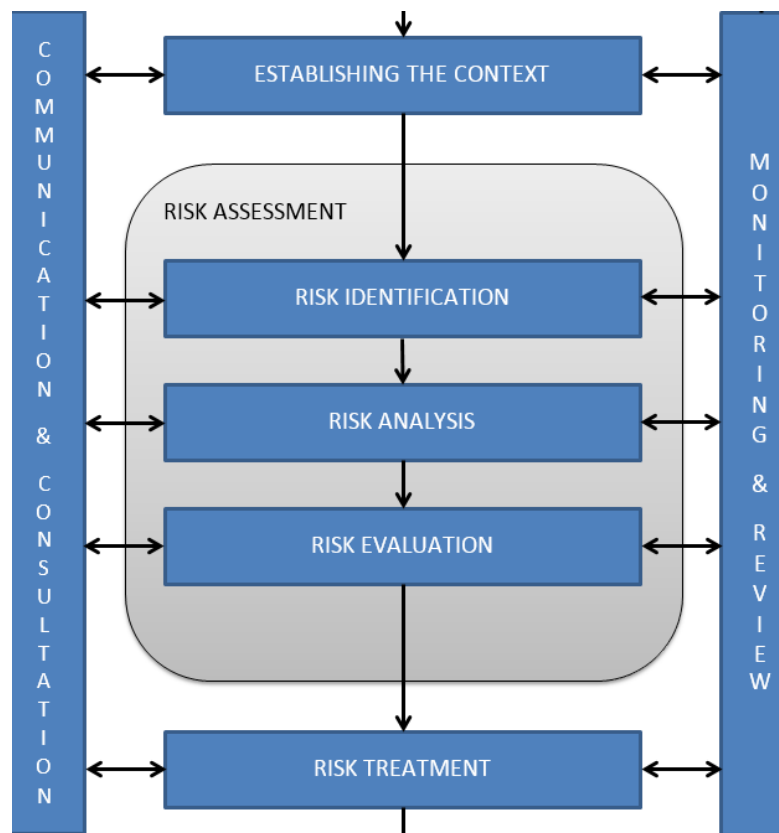 COMMUNICATION & CONSULTATION
ESTABLISHING THE CONTEXT
RISK ASSESSMENT
RISK IDENTIFICATION
RISK ANALYSIS
RISK EVALUATION
RISK TREATMENT
MONITORING & REVIEW